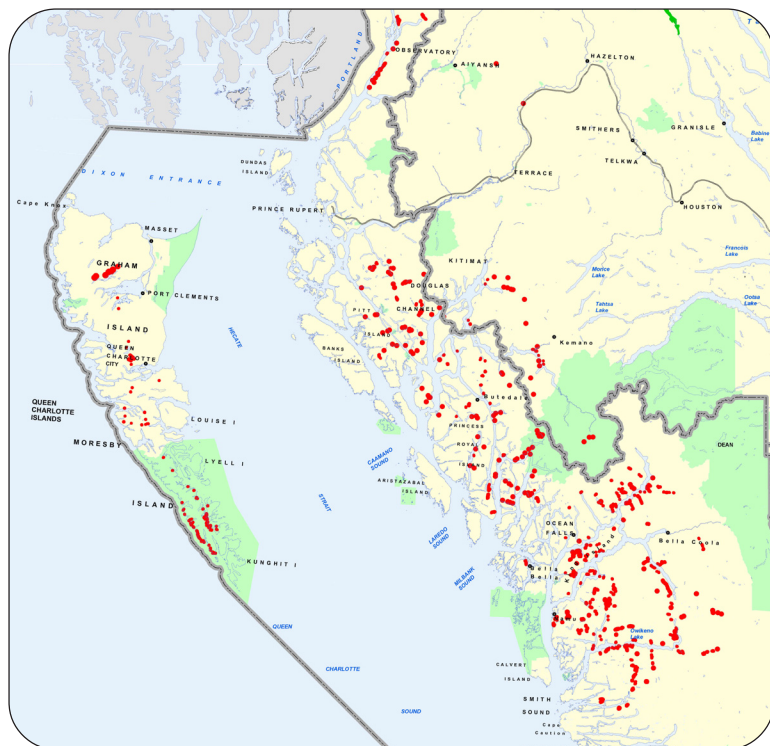 PORTLAND
OBSERVATORY
AIYANSH
HAZELTON
GRANISLE
Babine
Lake
SMITHERS
TELKWA
DUNDAS
ISLAND
TERRACE
DIXON ENTRANCE
Cape Knox
PRINCE RUPERT
HOUSTON
MASSET
Francois
Lake
GRAHAM
KITIMAT
Morice
Lake
DOUGLAS
PORT CLEMENTS
Tahtsa
Lake
Ootsa
Lake
PITT
CHANNEL
ISLAND
HECATE
ISLAND
Kemano
QUEEN
CHARLOTTE
CITY
BANKS
ISLAND
Butedale
QUEEN
CHARLOTTE
ISLANDS
LOUISE I
PRINCESS
ROYAL
ISLAND
MORESBY
DEAN
CAAMANO
SOUND
LYELL I
ARISTAZABAL
ISLAND
STRAIT
ISLAND
OCEAN
FALLS
LAREDO
SOUND
Bella Coola
KUNGHIT I
Bella
Bella
MILBANK
SOUND
QUEEN
Owikeno
Lake
CHARLOTTE
CALVERT
ISLAND
SMITH
SOUND
SOUND
Cape
Caution